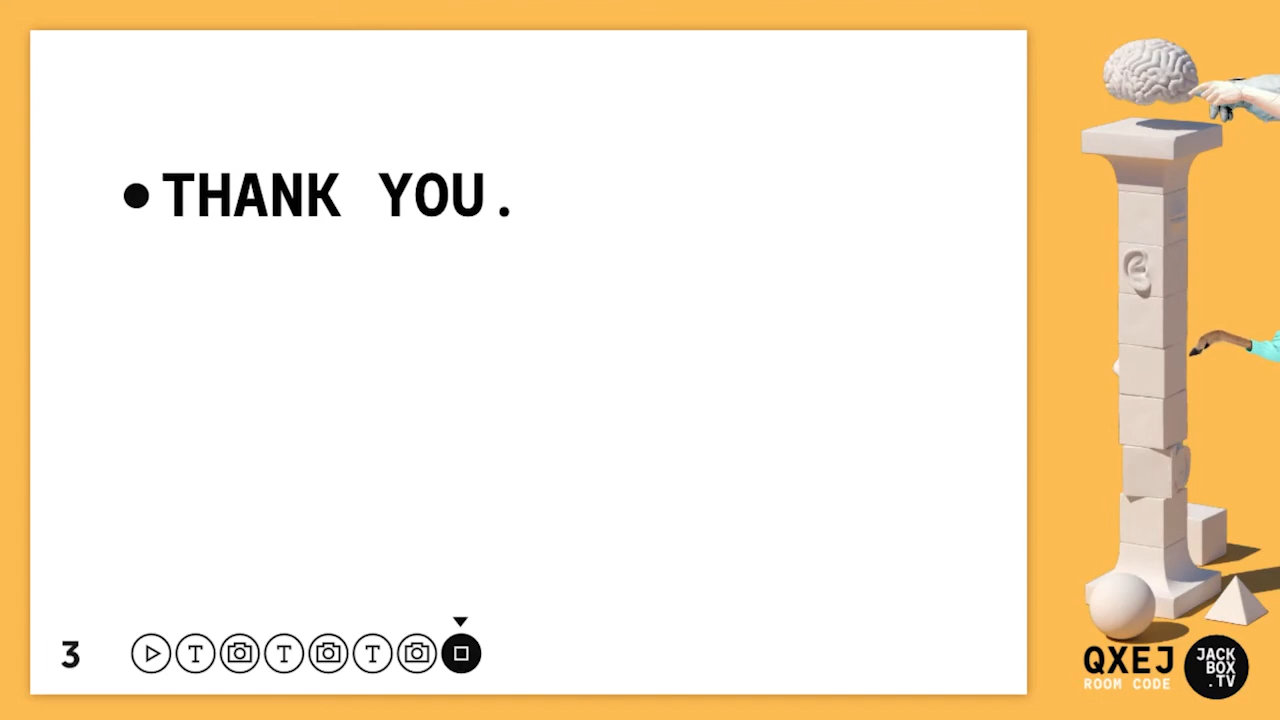 • THANK YOU.
3
T T T
QXEJ
ROOM CODE
JACK
BOX
.TV